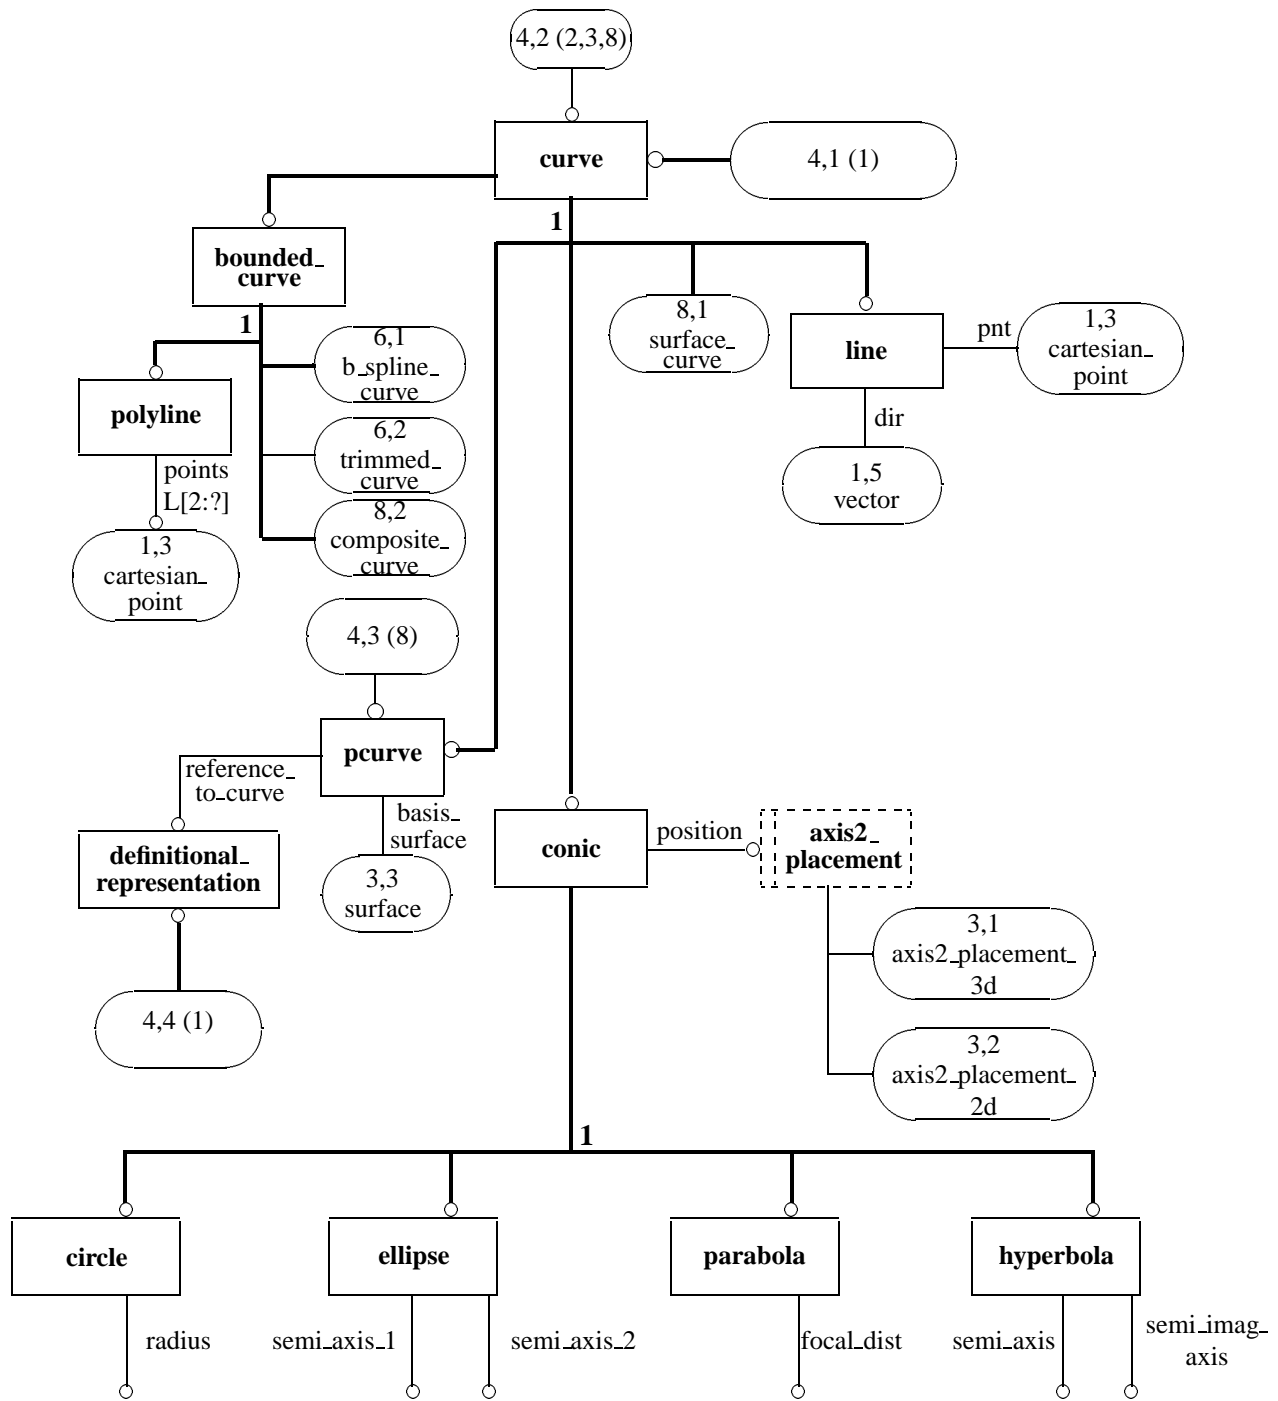 4,2 (2,3,8)
curve
4,1 (1)
1
bounded_
curve
1
6,1
b_spline_
curve
8,1
surface_
curve
line
pnt
1,3
cartesian_
point
polyline
dir
6,2
trimmed_
curve
points
L[2:?]
1,5
vector
8,2
composite_
curve
1,3
cartesian_
point
4,3 (8)
pcurve
reference_
to_curve
basis_
surface
definitional_
representation
3,3
surface
conic
position
axis2_
placement
3,1
axis2_placement_
3d
4,4 (1)
3,2
axis2_placement_
2d
1
circle
ellipse
parabola
hyperbola
radius
semi_axis_1
semi_axis_2
focal_dist
semi_axis
semi_imag_
axis